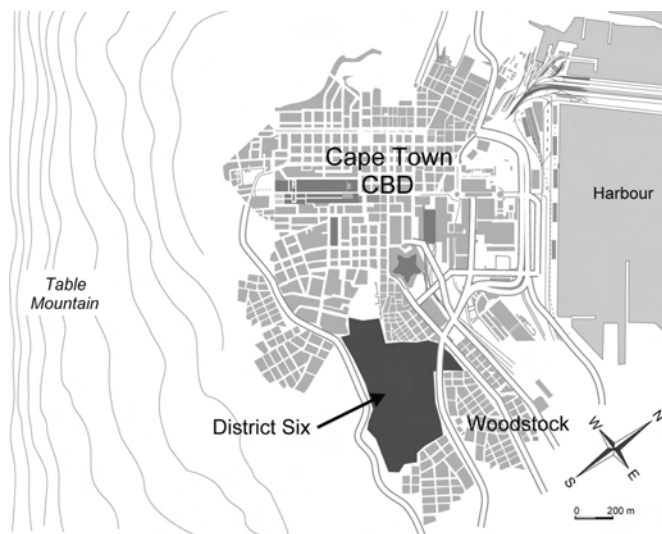 Cape Town
CBD
Harbour
Table
Mountain
District Six
Woodstock
N
W
E
S
0 200 m